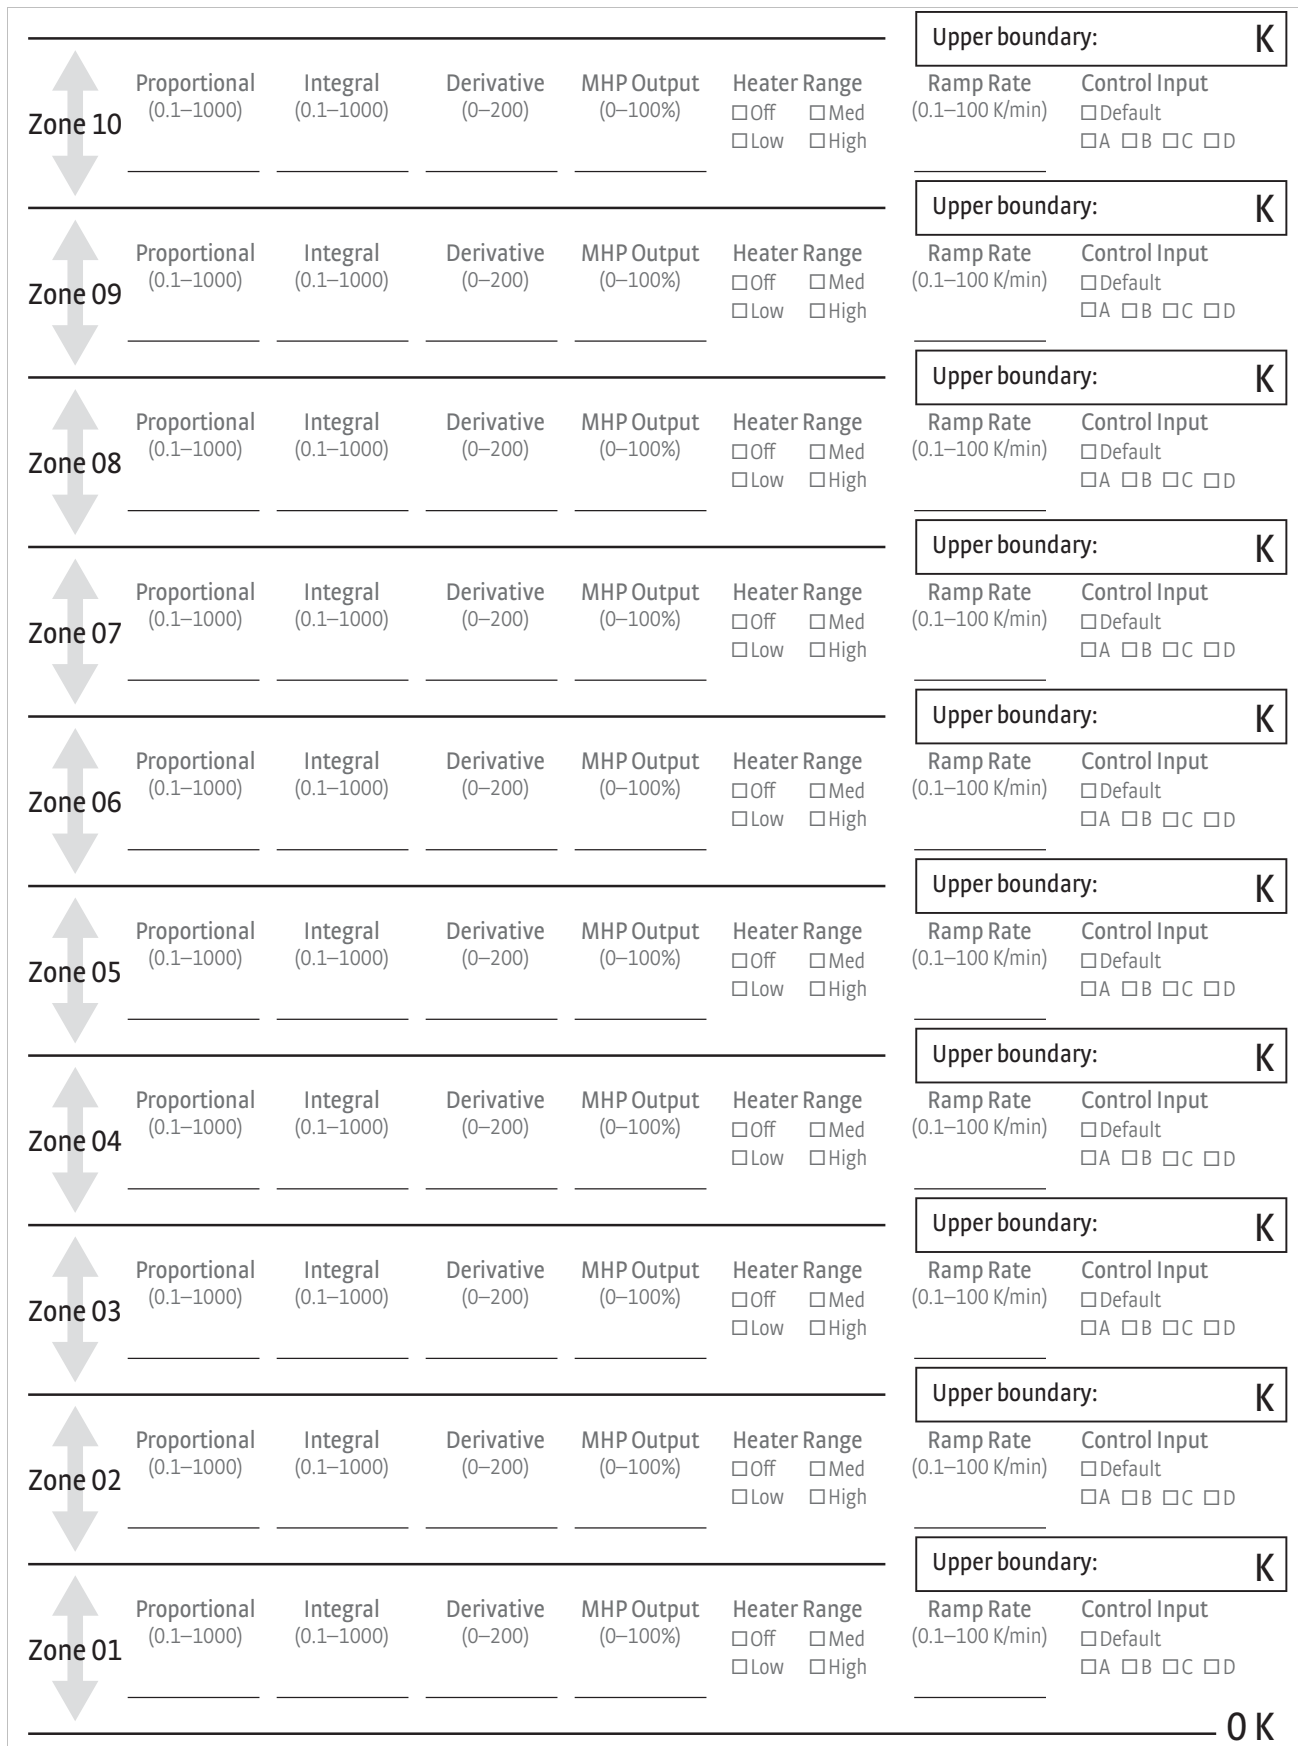 Upper boundary: K
Proportional Integral Derivative MHP Output Heater Range Ramp Rate Control Input
(0.1–1000) (0.1–1000) (0–200) (0–100%) ☐Off ☐Med (0.1–100 K/min) ☐Default
Zone 10 ☐Low ☐High ☐A ☐B ☐C ☐D
Upper boundary: K
Proportional Integral Derivative MHP Output Heater Range Ramp Rate Control Input
(0.1–1000) (0.1–1000) (0–200) (0–100%) ☐Off ☐Med (0.1–100 K/min) ☐Default
Zone 09 ☐Low ☐High ☐A ☐B ☐C ☐D
Upper boundary: K
Proportional Integral Derivative MHP Output Heater Range Ramp Rate Control Input
(0.1–1000) (0.1–1000) (0–200) (0–100%) ☐Off ☐Med (0.1–100 K/min) ☐Default
Zone 08 ☐Low ☐High ☐A ☐B ☐C ☐D
Upper boundary: K
Proportional Integral Derivative MHP Output Heater Range Ramp Rate Control Input
(0.1–1000) (0.1–1000) (0–200) (0–100%) ☐Off ☐Med (0.1–100 K/min) ☐Default
Zone 07 ☐Low ☐High ☐A ☐B ☐C ☐D
Upper boundary: K
Proportional Integral Derivative MHP Output Heater Range Ramp Rate Control Input
(0.1–1000) (0.1–1000) (0–200) (0–100%) ☐Off ☐Med (0.1–100 K/min) ☐Default
Zone 06 ☐Low ☐High ☐A ☐B ☐C ☐D
Upper boundary: K
Proportional Integral Derivative MHP Output Heater Range Ramp Rate Control Input
(0.1–1000) (0.1–1000) (0–200) (0–100%) ☐Off ☐Med (0.1–100 K/min) ☐Default
Zone 05 ☐Low ☐High ☐A ☐B ☐C ☐D
Upper boundary: K
Proportional Integral Derivative MHP Output Heater Range Ramp Rate Control Input
(0.1–1000) (0.1–1000) (0–200) (0–100%) ☐Off ☐Med (0.1–100 K/min) ☐Default
Zone 04 ☐Low ☐High ☐A ☐B ☐C ☐D
Upper boundary: K
Proportional Integral Derivative MHP Output Heater Range Ramp Rate Control Input
(0.1–1000) (0.1–1000) (0–200) (0–100%) ☐Off ☐Med (0.1–100 K/min) ☐Default
Zone 03 ☐Low ☐High ☐A ☐B ☐C ☐D
Upper boundary: K
Proportional Integral Derivative MHP Output Heater Range Ramp Rate Control Input
(0.1–1000) (0.1–1000) (0–200) (0–100%) ☐Off ☐Med (0.1–100 K/min) ☐Default
Zone 02 ☐Low ☐High ☐A ☐B ☐C ☐D
Upper boundary: K
Proportional Integral Derivative MHP Output Heater Range Ramp Rate Control Input
(0.1–1000) (0.1–1000) (0–200) (0–100%) ☐Off ☐Med (0.1–100 K/min) ☐Default
Zone 01 ☐Low ☐High ☐A ☐B ☐C ☐D
0 K